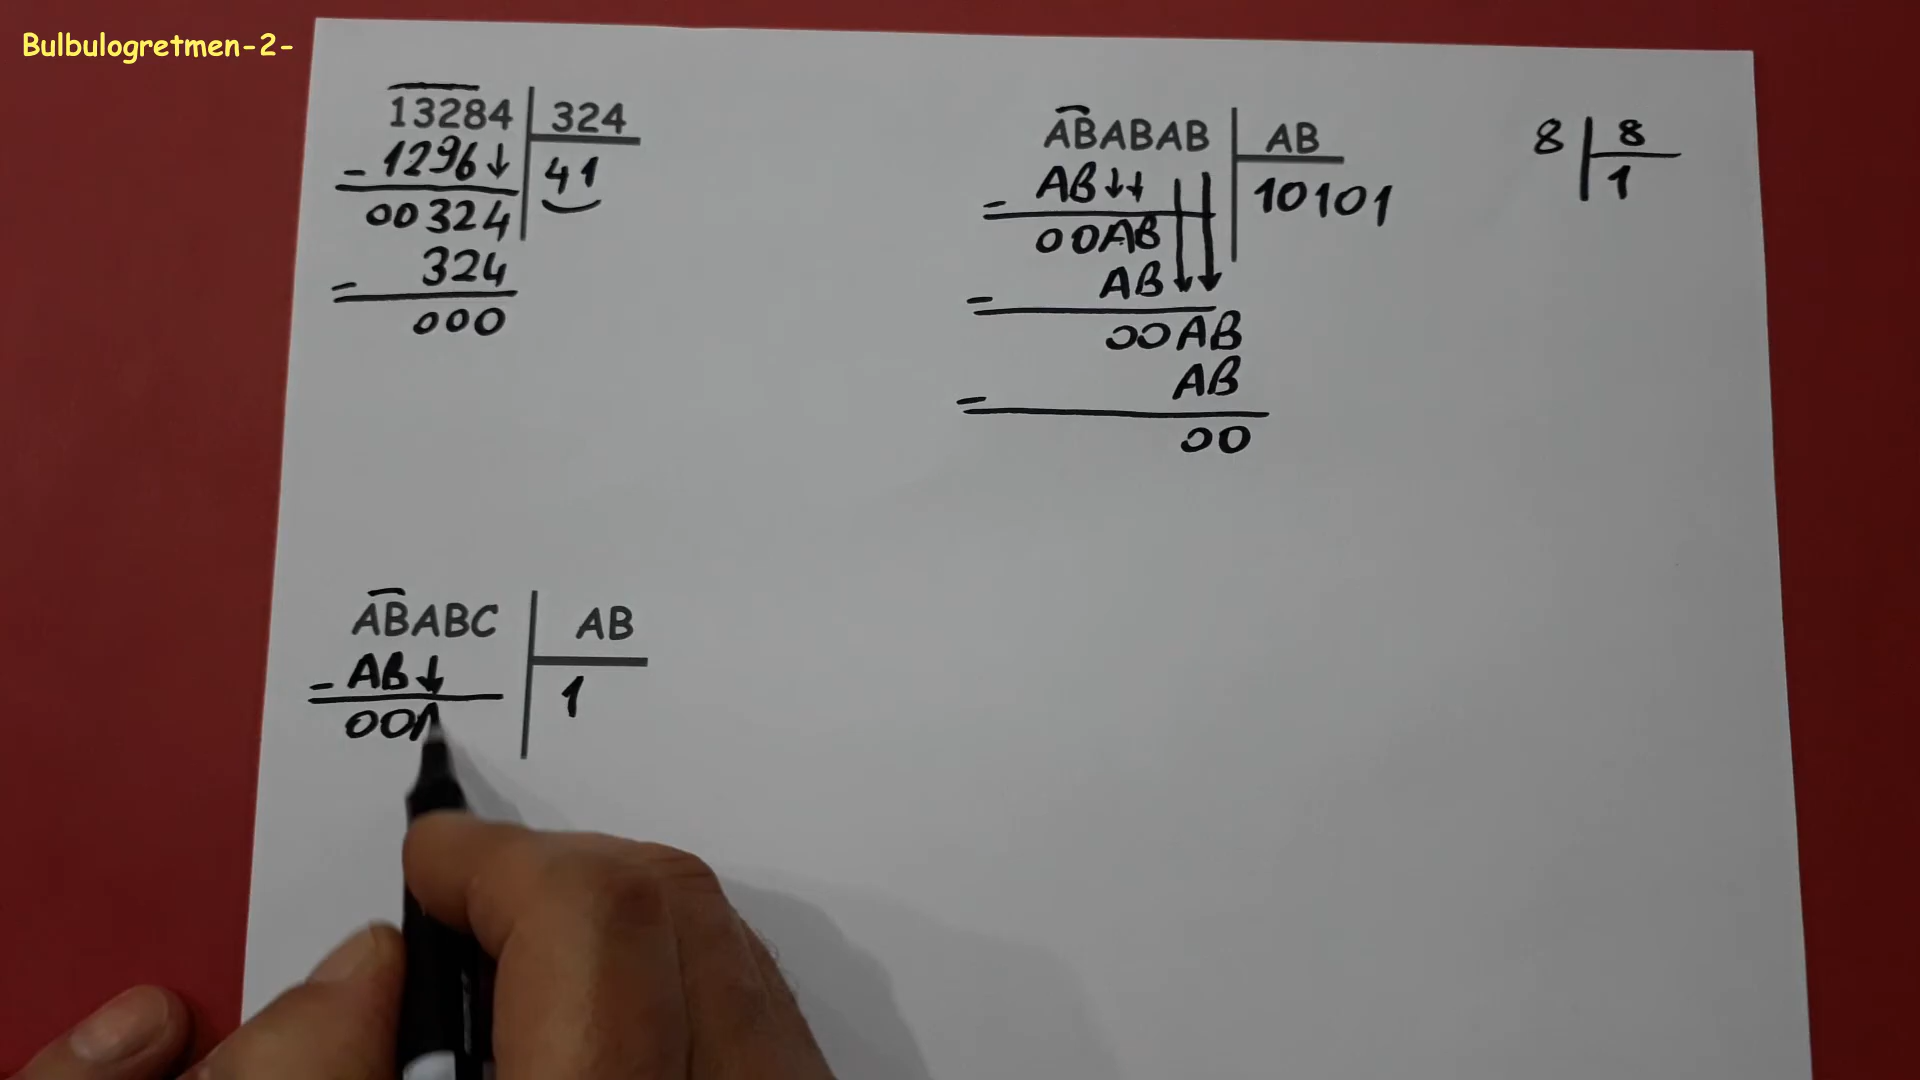 Bulbulogretmen-2-
13284 324
- 1296↓ 41
00324
- 324
000
ABABAB AB
- AB↓↓ 10101
00AB
- AB
00AB
- AB
00
8 8
1
ABABC AB
- AB↓ 1
00A